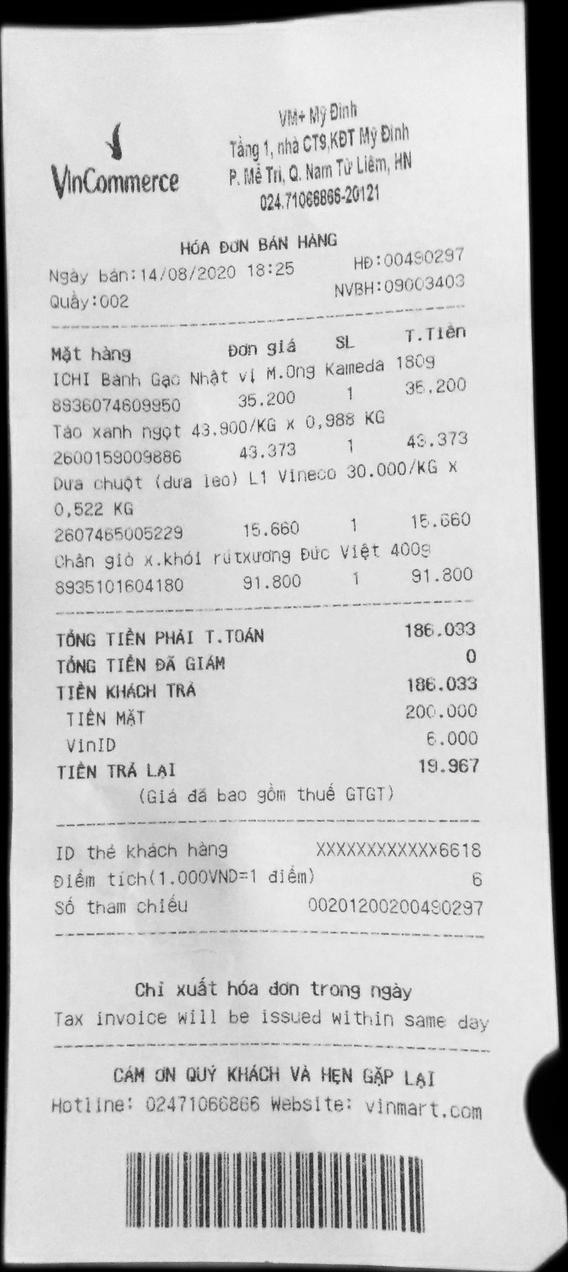 VinCommerce
VM+ Mỹ Đình
Tầng 1, nhà CT9,KĐT Mỹ Đình
P. Mễ Trì, Q. Nam Từ Liêm, HN
024.71066866-20121
HÓA ĐƠN BÁN HÀNG
Ngày bán:14/08/2020 18:25 HĐ:00490297
Quầy:002 NVBH:09003403
Mặt hàng Đơn giá SL T.Tiền
ICHI Bánh Gạo Nhật vị M.Ong Kameda 180g
8936074609950 35.200 1 35.200
Táo xanh ngọt 43.900/KG x 0,988 KG
2600159009886 43.373 1 43.373
Dưa chuột (dưa leo) L1 Vineco 30.000/KG x
0,522 KG
2607465005229 15.660 1 15.660
Chân giò x.khói rútxương Đức Việt 400g
8935101604180 91.800 1 91.800
TỔNG TIỀN PHẢI T.TOÁN 186.033
TỔNG TIỀN ĐÃ GIẢM 0
TIỀN KHÁCH TRẢ 186.033
TIỀN MẶT 200.000
VinID 6.000
TIỀN TRẢ LẠI 19.967
(Giá đã bao gồm thuế GTGT)
ID thẻ khách hàng XXXXXXXXXXXX6618
Điểm tích(1.000VND=1 điểm) 6
Số tham chiếu 00201200200490297
Chỉ xuất hóa đơn trong ngày
Tax invoice will be issued within same day
CẢM ƠN QUÝ KHÁCH VÀ HẸN GẶP LẠI
Hotline: 02471066866 Website: vinmart.com